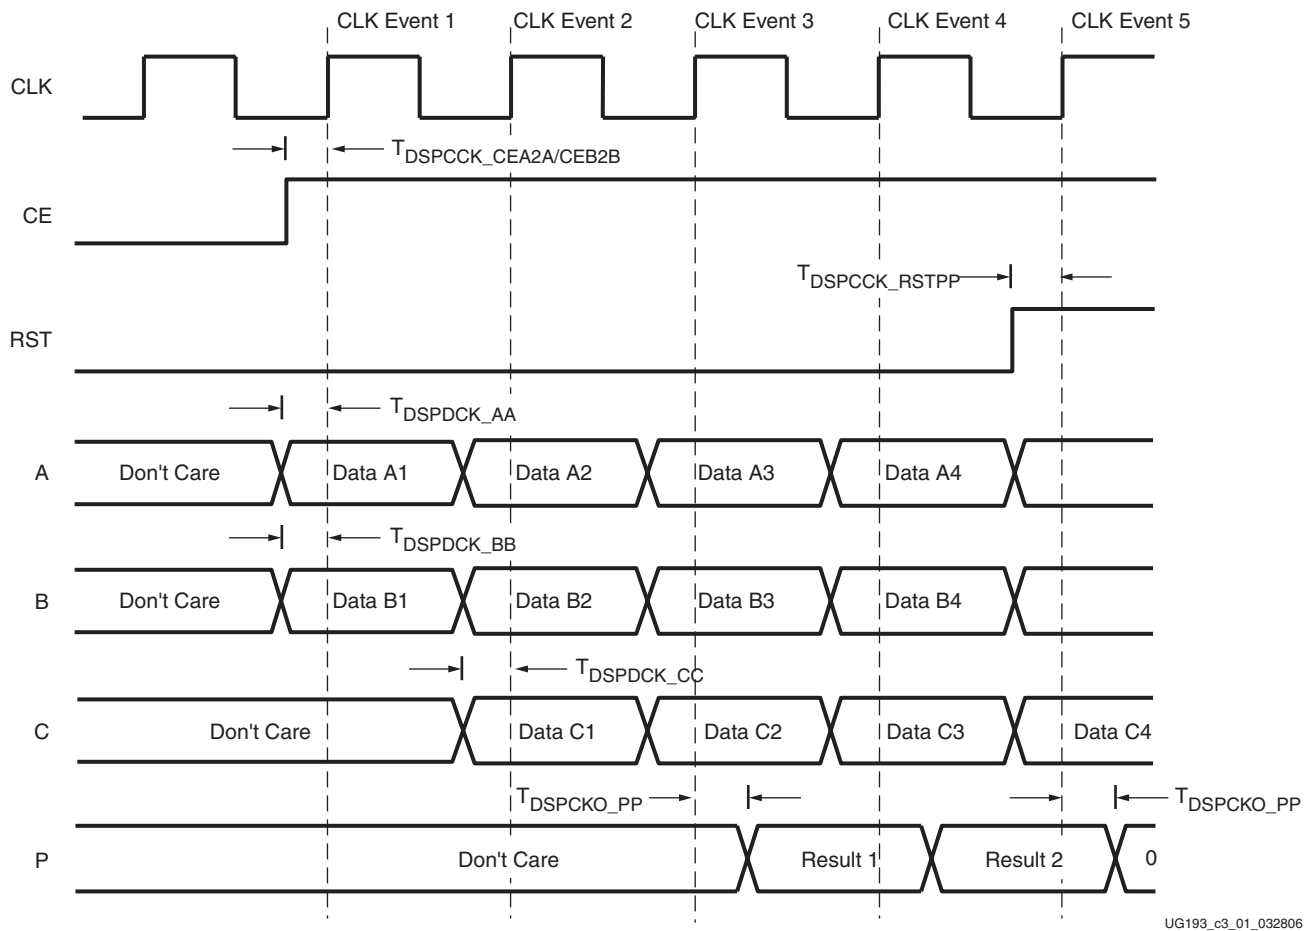 CLK Event 1 CLK Event 2 CLK Event 3 CLK Event 4 CLK Event 5
CLK
TDSPCCK_CEA2A/CEB2B
CE
TDSPCCK_RSTPP
RST
TDSPDCK_AA
A Don't Care Data A1 Data A2 Data A3 Data A4
TDSPDCK_BB
B Don't Care Data B1 Data B2 Data B3 Data B4
TDSPDCK_CC
C Don't Care Data C1 Data C2 Data C3 Data C4
TDSPCKO_PP TDSPCKO_PP
P Don't Care Result 1 Result 2 0
UG193_c3_01_032806